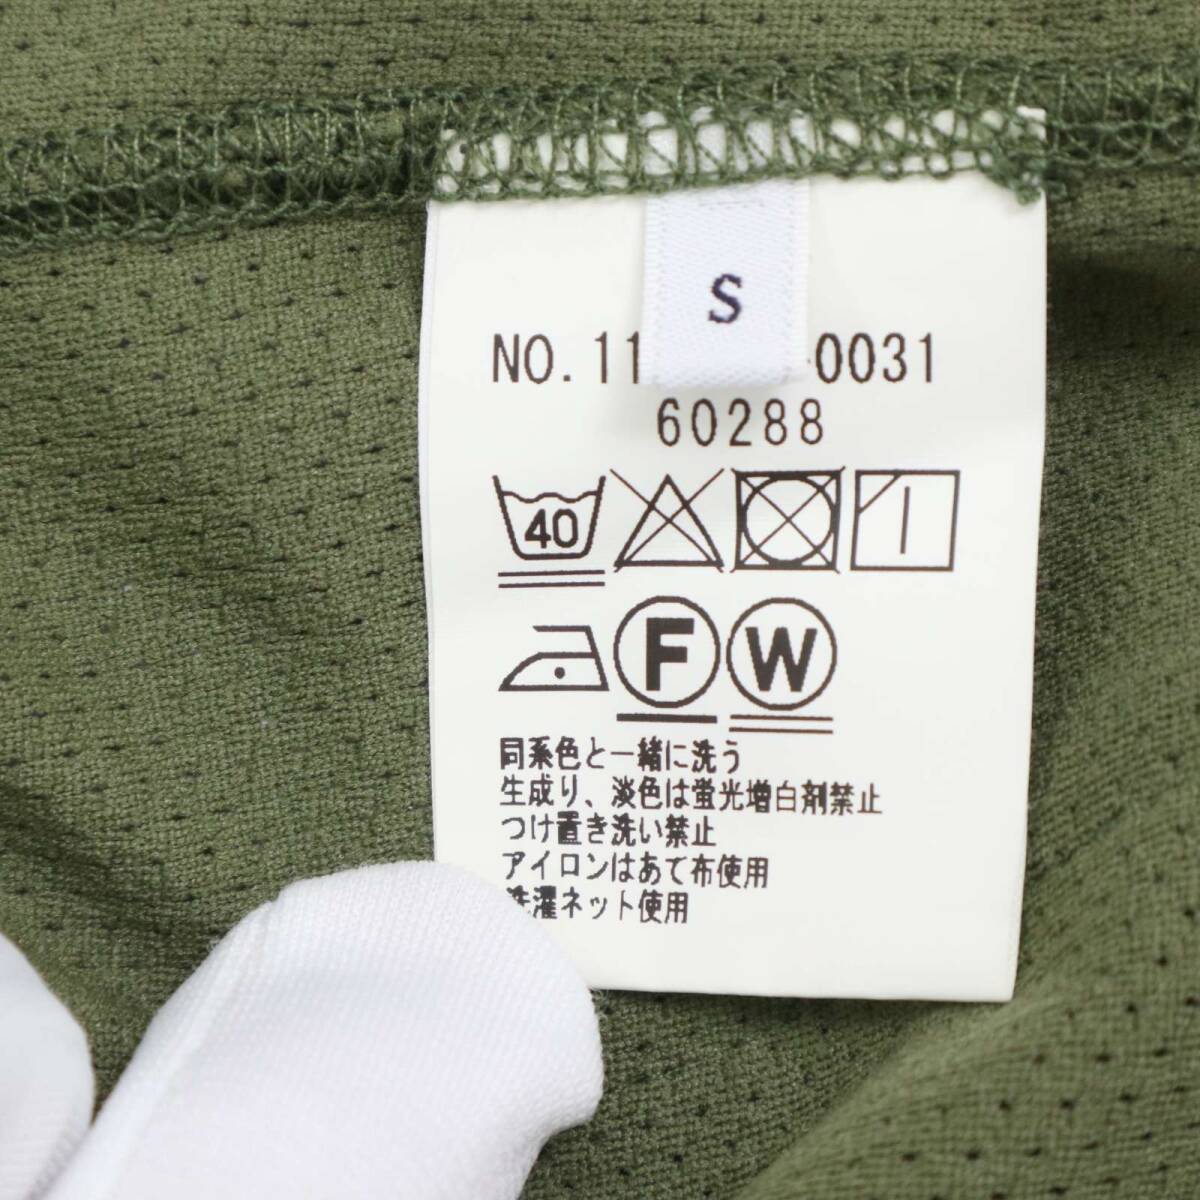 S
NO.11 -0031
60288
40
F W
同系色と一緒に洗う
生成り、淡色は蛍光増白剤禁止
つけ置き洗い禁止
アイロンはあて布使用
洗濯ネット使用